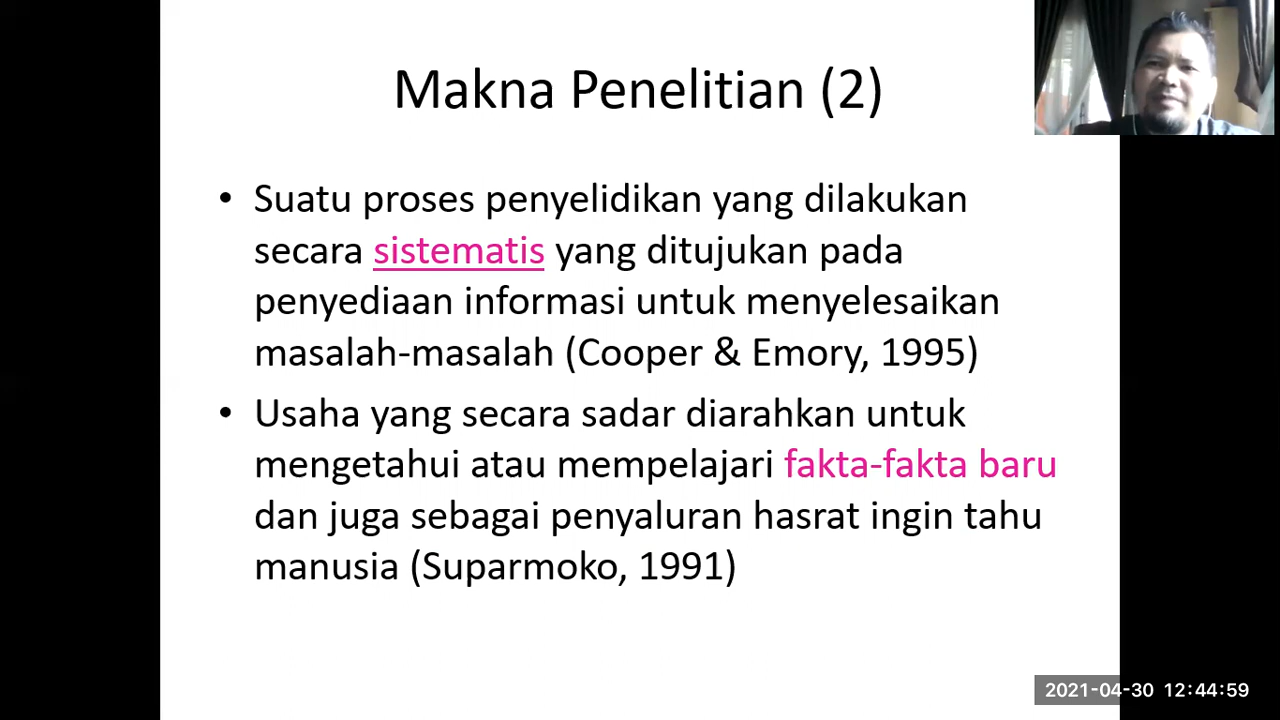 Makna Penelitian (2)
• Suatu proses penyelidikan yang dilakukan
secara sistematis yang ditujukan pada
penyediaan informasi untuk menyelesaikan
masalah-masalah (Cooper & Emory, 1995)
• Usaha yang secara sadar diarahkan untuk
mengetahui atau mempelajari fakta-fakta baru
dan juga sebagai penyaluran hasrat ingin tahu
manusia (Suparmoko, 1991)
2021-04-30 12:44:59